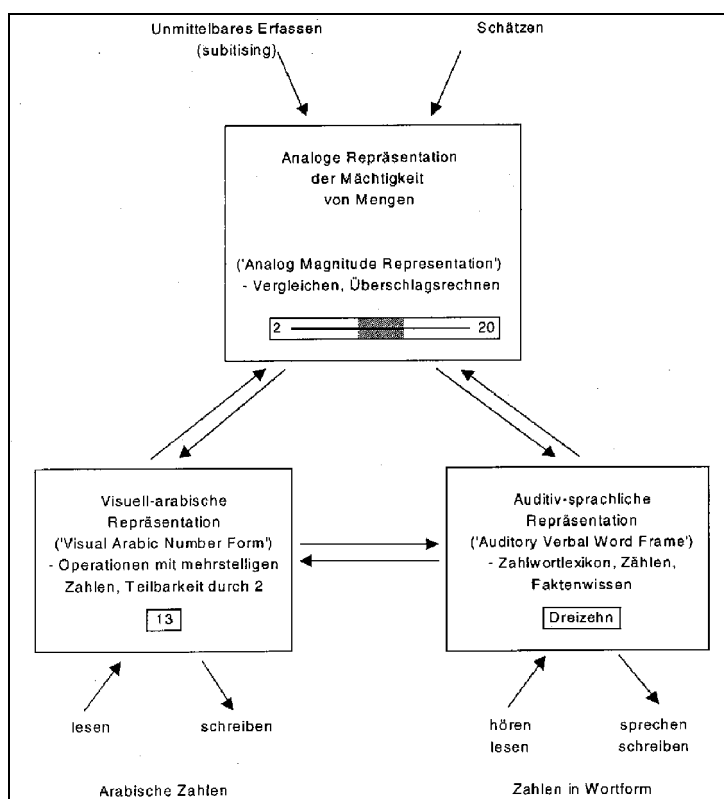 Unmittelbares Erfassen
(subitising)
Schätzen
Analoge Repräsentation
der Mächtigkeit
von Mengen
('Analog Magnitude Representation')
- Vergleichen, Überschlagsrechnen
2 20
Visuell-arabische
Repräsentation
('Visual Arabic Number Form')
- Operationen mit mehrstelligen
Zahlen, Teilbarkeit durch 2
13
Auditiv-sprachliche
Repräsentation
('Auditory Verbal Word Frame')
- Zahlwortlexikon, Zählen,
Faktenwissen
Dreizehn
lesen
schreiben
hören
lesen
sprechen
schreiben
Arabische Zahlen
Zahlen in Wortform